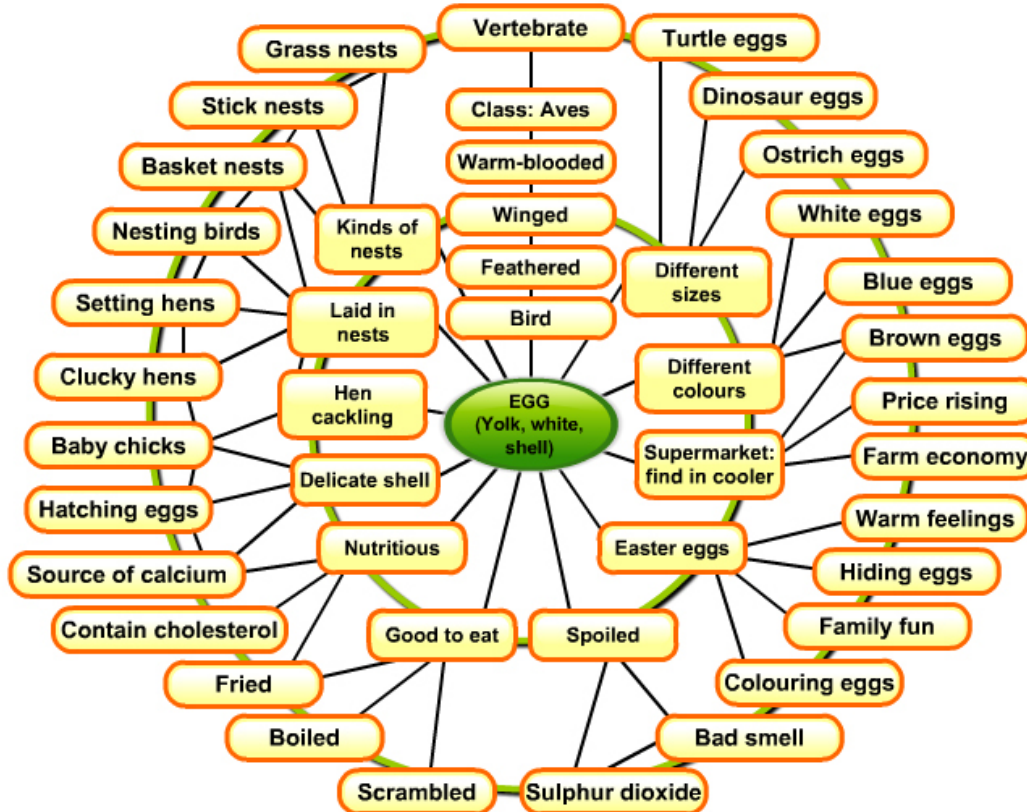 Vertebrate
Grass nests
Turtle eggs
Stick nests
Class: Aves
Dinosaur eggs
Basket nests
Warm-blooded
Ostrich eggs
Nesting birds
Kinds of
nests
Winged
White eggs
Setting hens
Laid in
nests
Feathered
Different
sizes
Blue eggs
Bird
Brown eggs
Clucky hens
Hen
cackling
EGG
(Yolk, white,
shell)
Different
colours
Price rising
Baby chicks
Delicate shell
Supermarket:
find in cooler
Farm economy
Hatching eggs
Nutritious
Easter eggs
Warm feelings
Source of calcium
Hiding eggs
Contain cholesterol
Good to eat
Spoiled
Family fun
Fried
Colouring eggs
Boiled
Bad smell
Scrambled
Sulphur dioxide